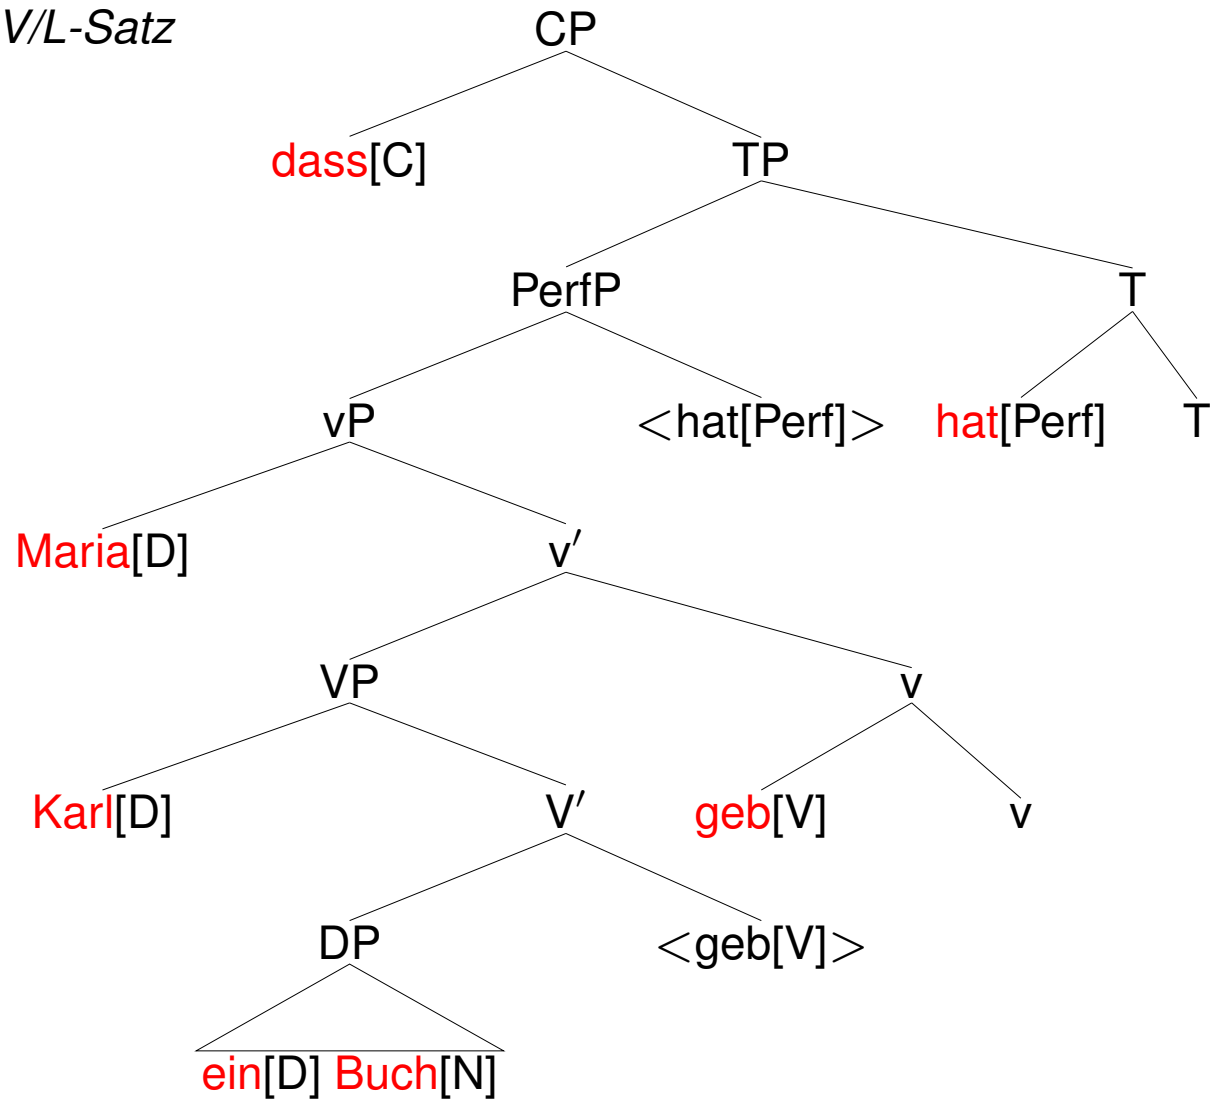 V/L-Satz CP
dass[C] TP
PerfP T
vP <hat[Perf]> hat[Perf] T
Maria[D] v′
VP v
Karl[D] V′ geb[V] v
DP <geb[V]>
ein[D] Buch[N]